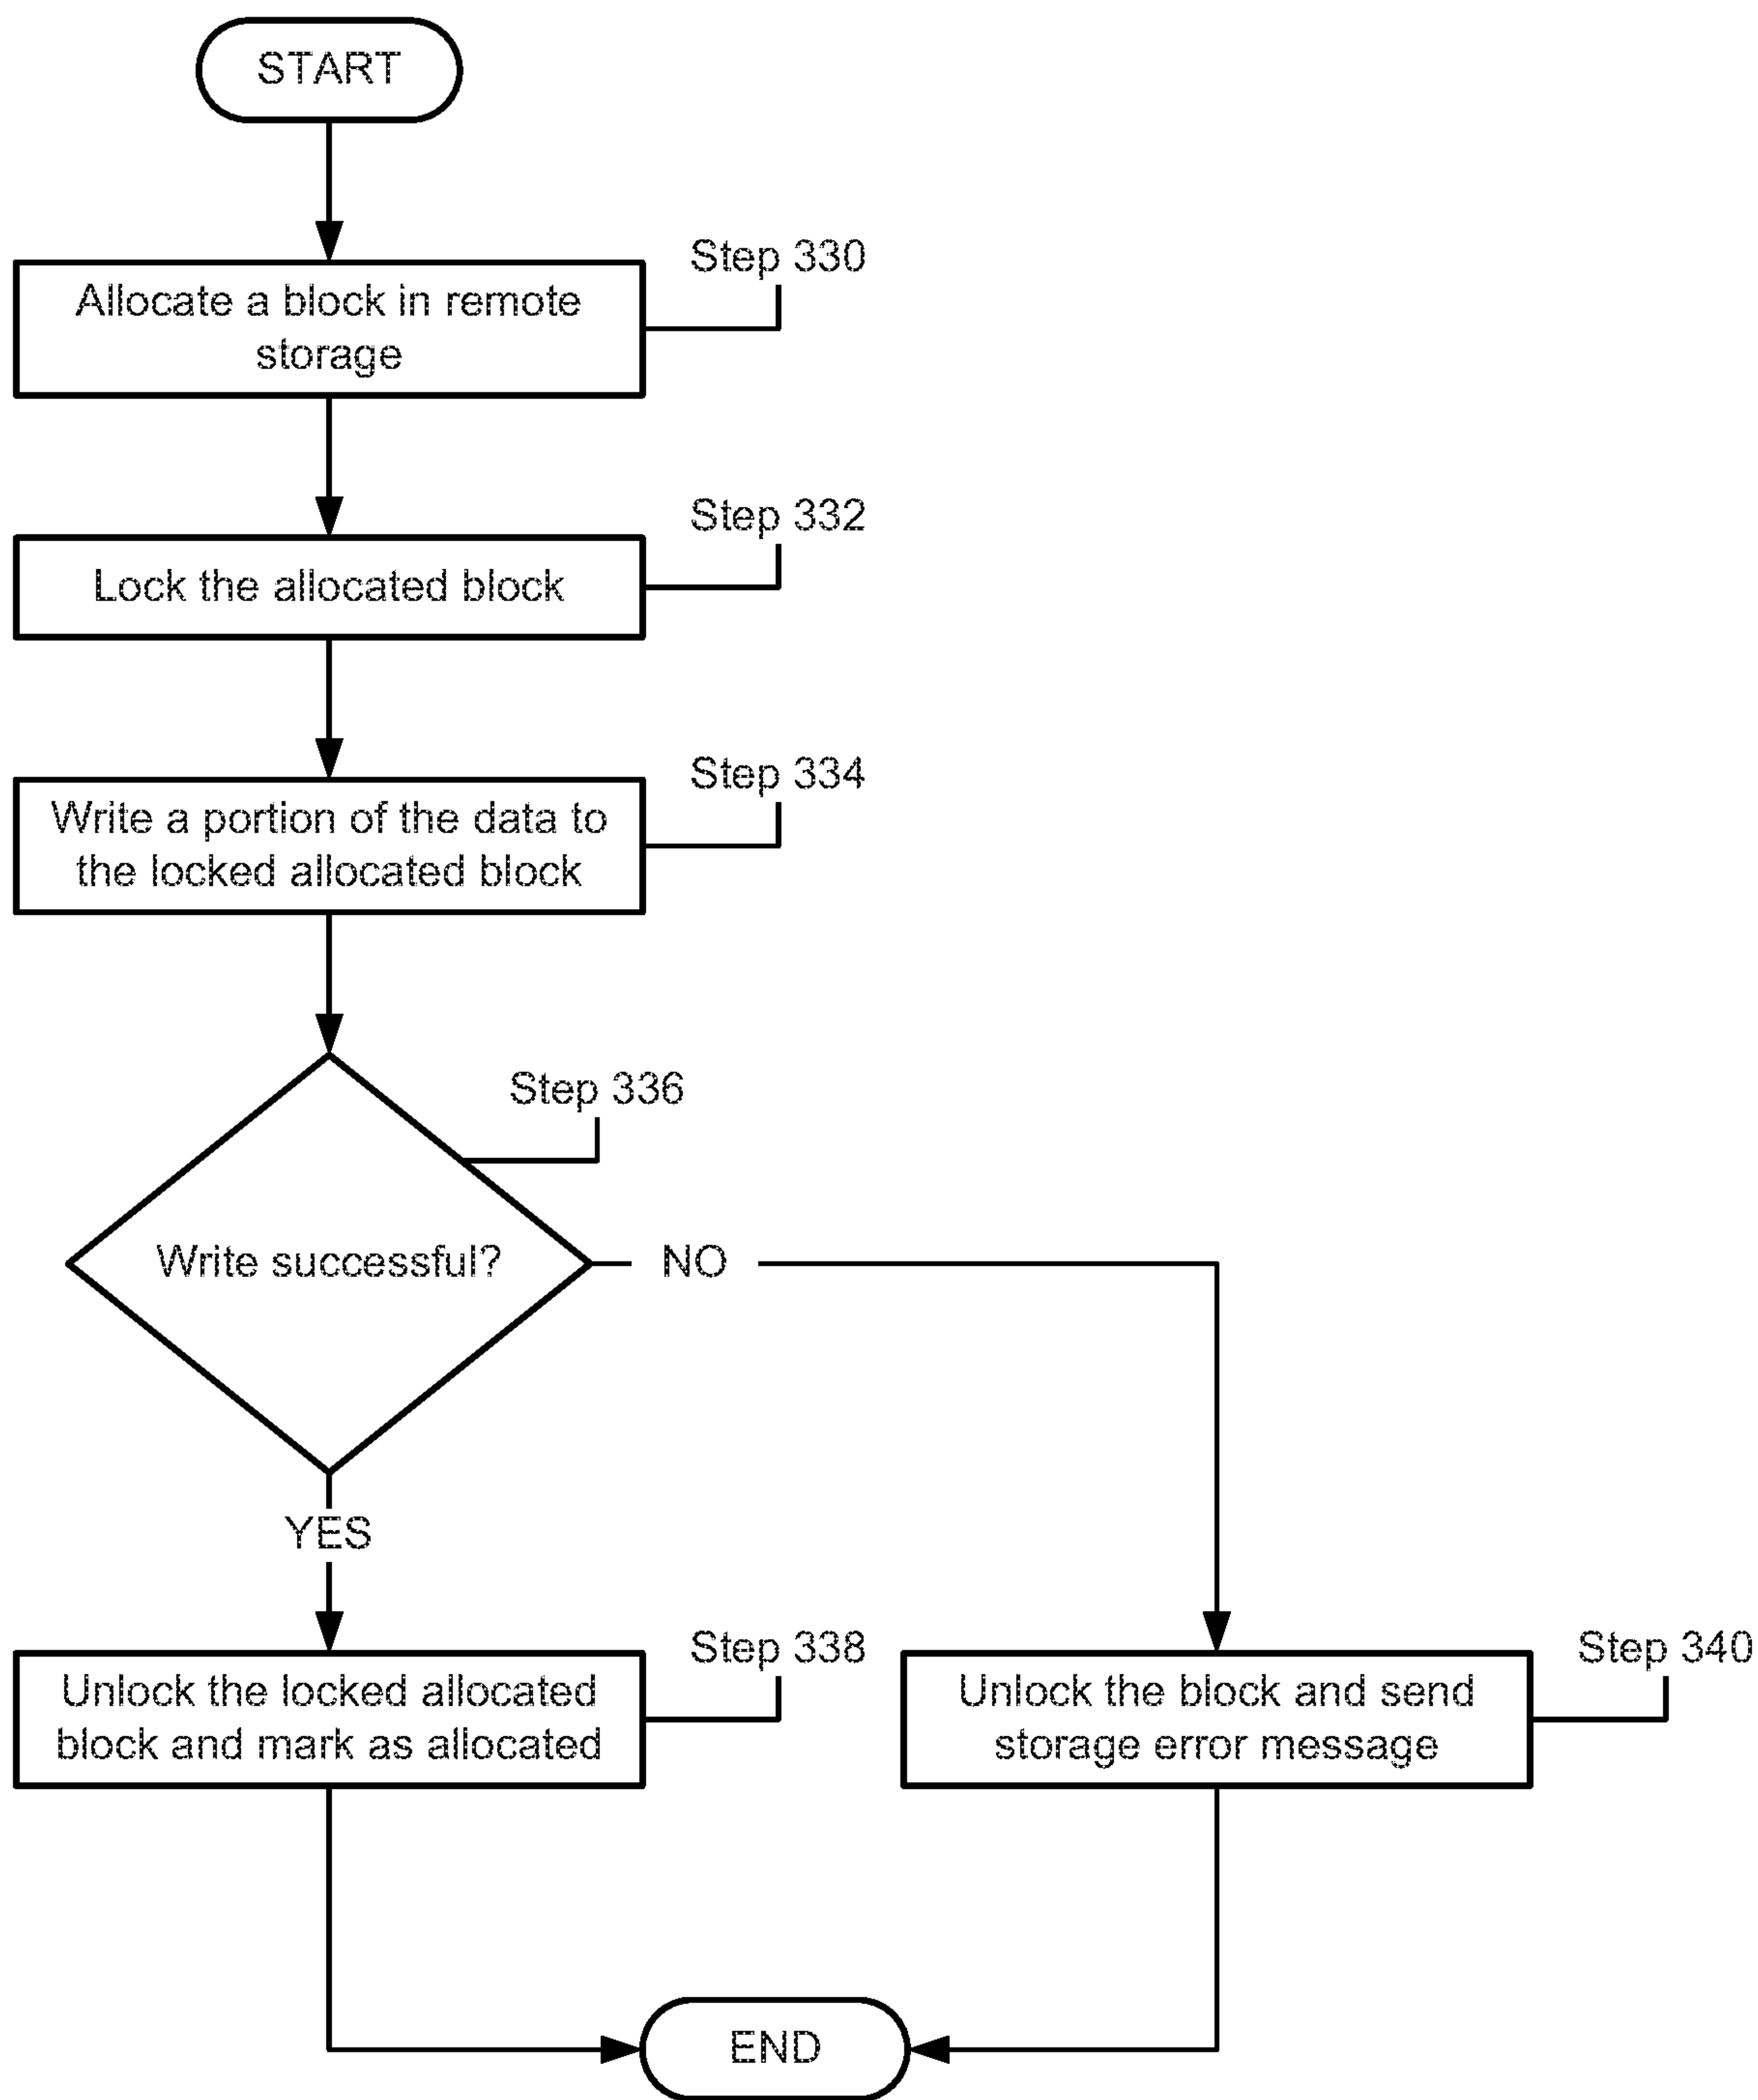 START
Step 330
Allocate a block in remote
storage
Step 332
Lock the allocated block
Step 334
Write a portion of the data to
the locked allocated block
Step 336
Write successful?
NO
YES
Step 338
Unlock the locked allocated
block and mark as allocated
Step 340
Unlock the block and send
storage error message
END